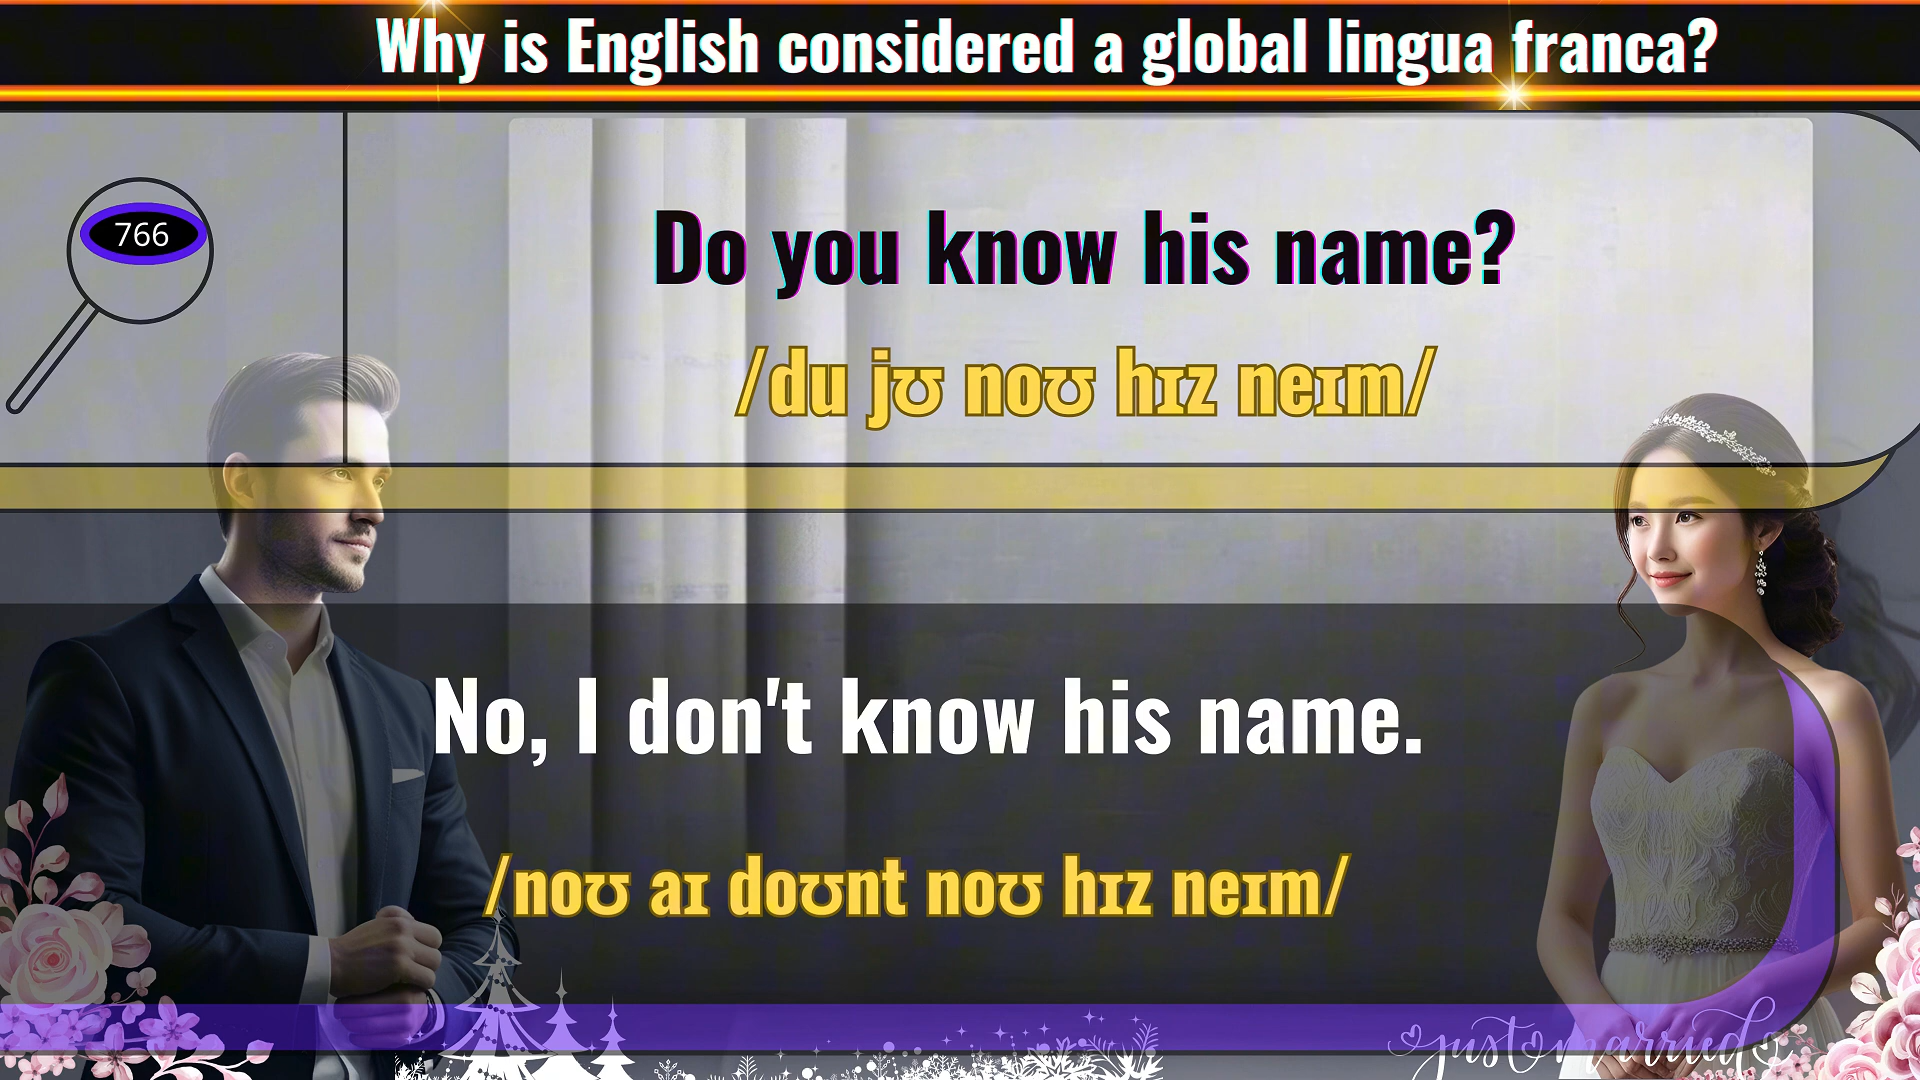 Why is English considered a global lingua franca?
766
Do you know his name?
/du jʊ noʊ hɪz neɪm/
No, I don't know his name.
/noʊ aɪ doʊnt noʊ hɪz neɪm/
just married